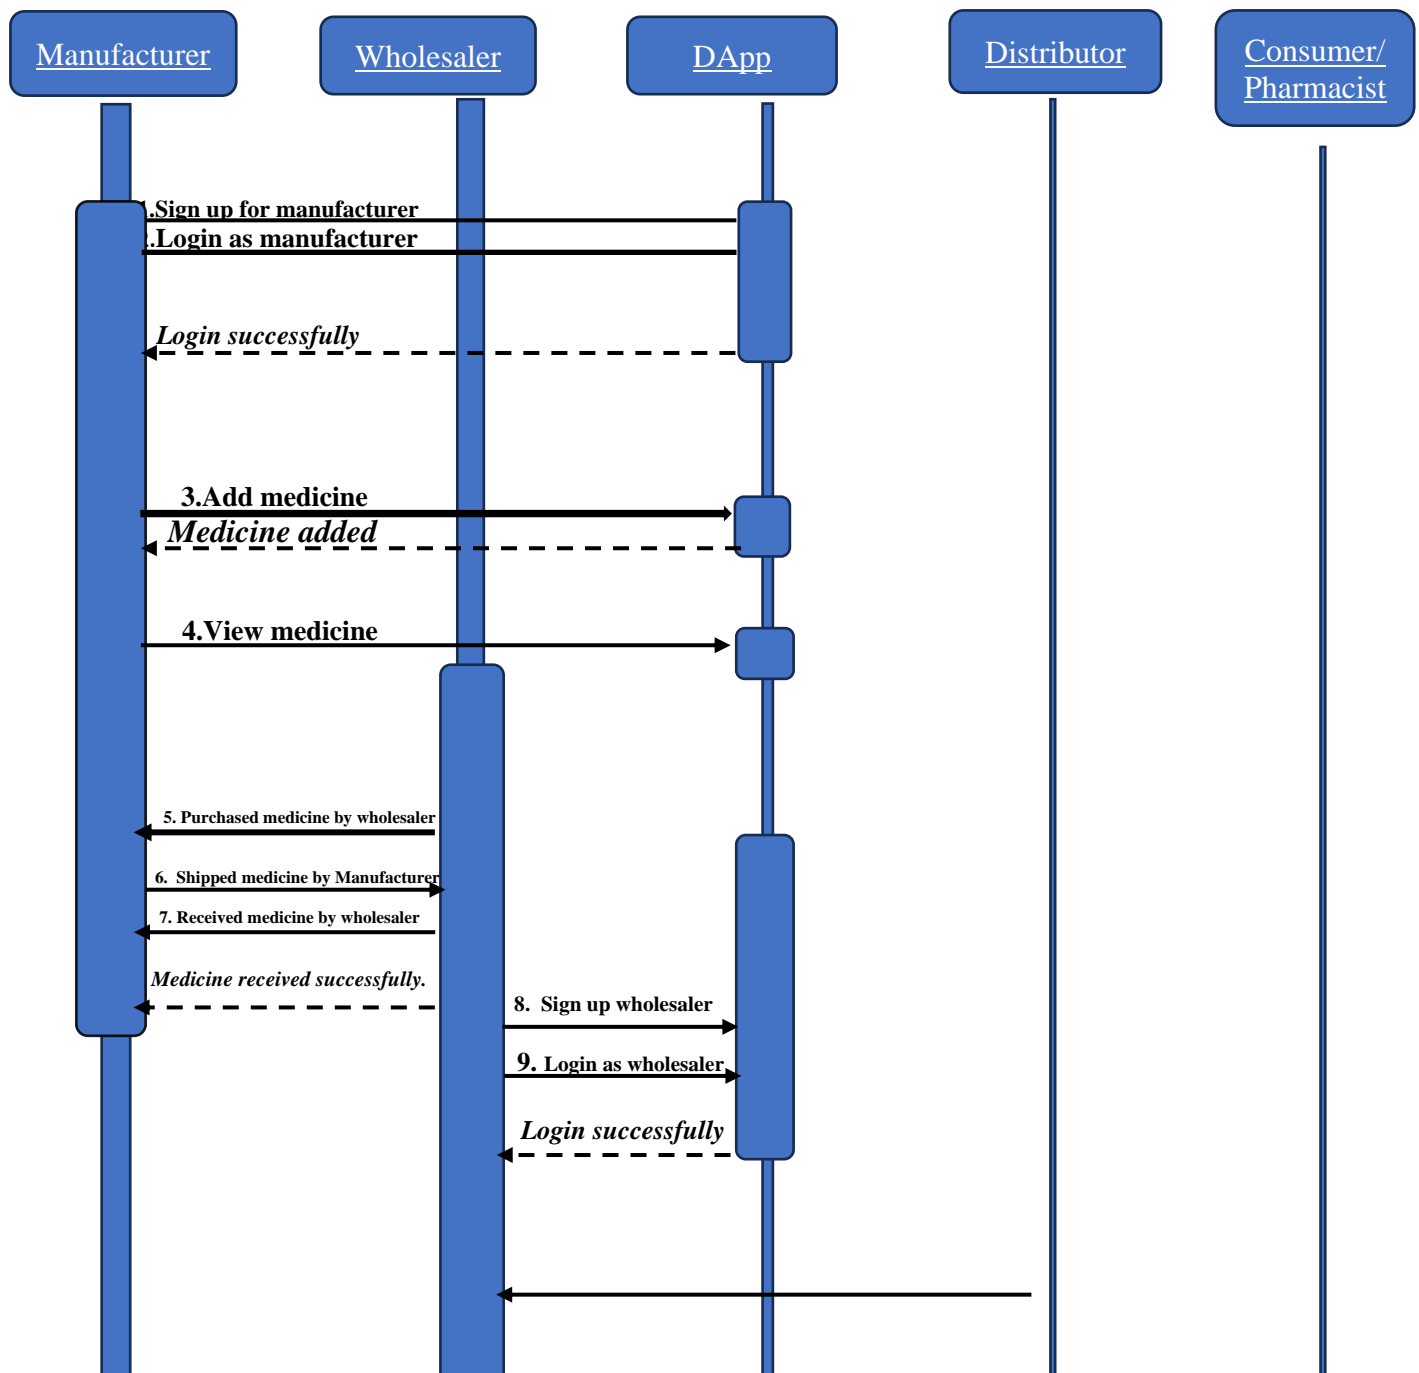 Manufacturer
Wholesaler
DApp
Distributor
Consumer/
Pharmacist
1.Sign up for manufacturer
2.Login as manufacturer
Login successfully
3.Add medicine
Medicine added
4.View medicine
5. Purchased medicine by wholesaler
6. Shipped medicine by Manufacturer
7. Received medicine by wholesaler
Medicine received successfully.
8. Sign up wholesaler
9. Login as wholesaler
Login successfully